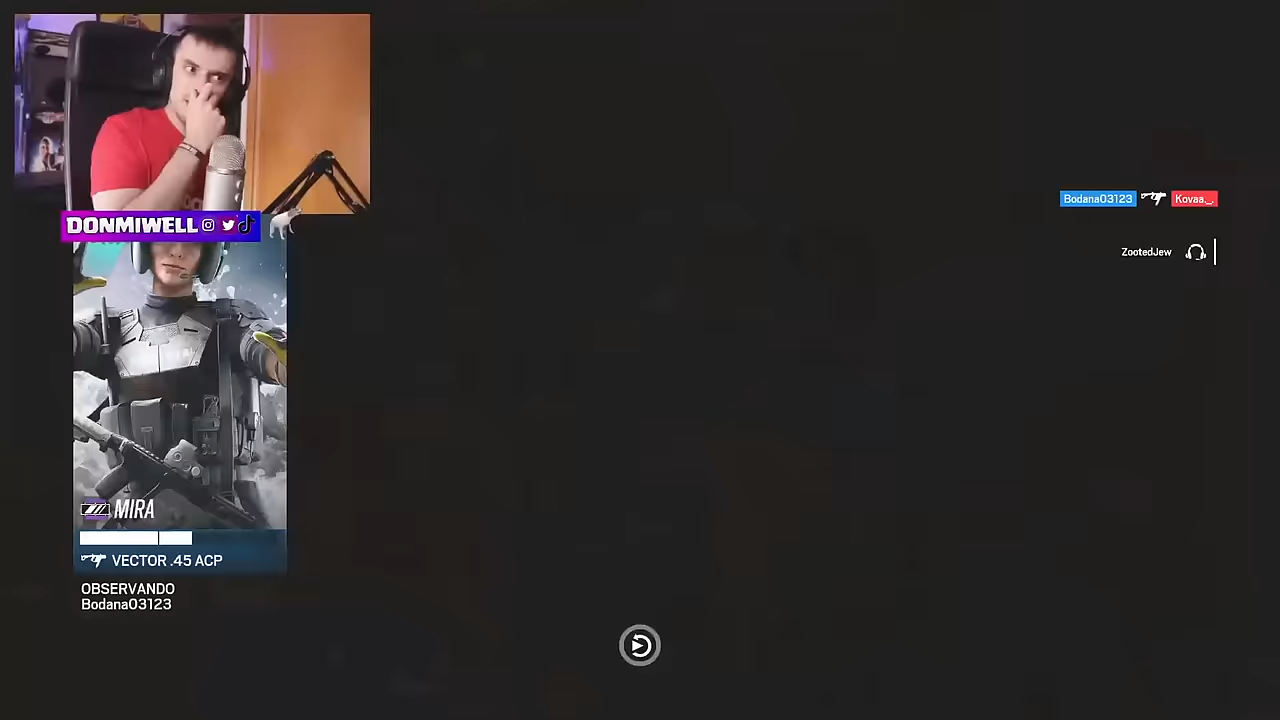 DONMIWELL
Bodana03123 Kovaa._.
ZootedJew
MIRA
VECTOR .45 ACP
OBSERVANDO
Bodana03123